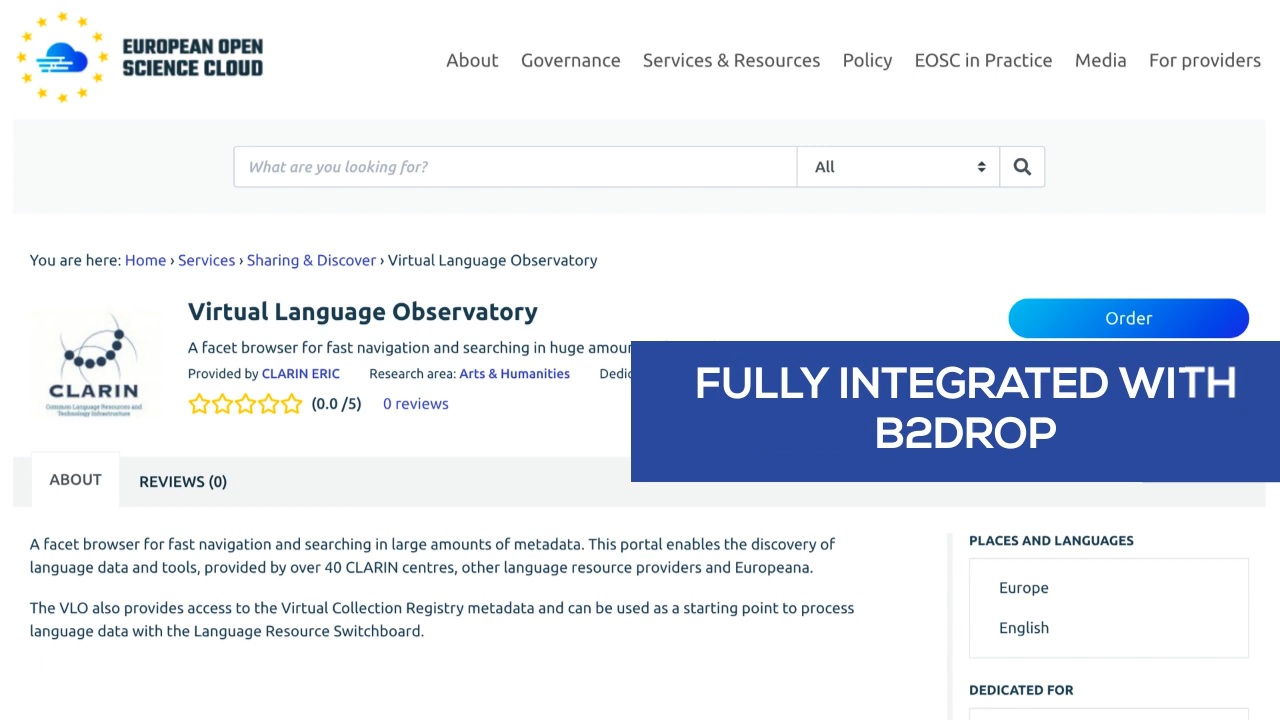 EUROPEAN OPEN
SCIENCE CLOUD
About Governance Services & Resources Policy EOSC in Practice Media For providers
What are you looking for? All
You are here: Home › Services › Sharing & Discover › Virtual Language Observatory
Virtual Language Observatory
Order
A facet browser for fast navigation and searching in huge
Provided by CLARIN ERIC Research area: Arts & Humanities
(0.0 /5) 0 reviews
CLARIN
Common Language Resources and
Technology Infrastructure
FULLY INTEGRATED WITH
B2DROP
ABOUT REVIEWS (0)
A facet browser for fast navigation and searching in large amounts of metadata. This portal enables the discovery of
language data and tools, provided by over 40 CLARIN centres, other language resource providers and Europeana.
The VLO also provides access to the Virtual Collection Registry metadata and can be used as a starting point to process
language data with the Language Resource Switchboard.
PLACES AND LANGUAGES
Europe
English
DEDICATED FOR